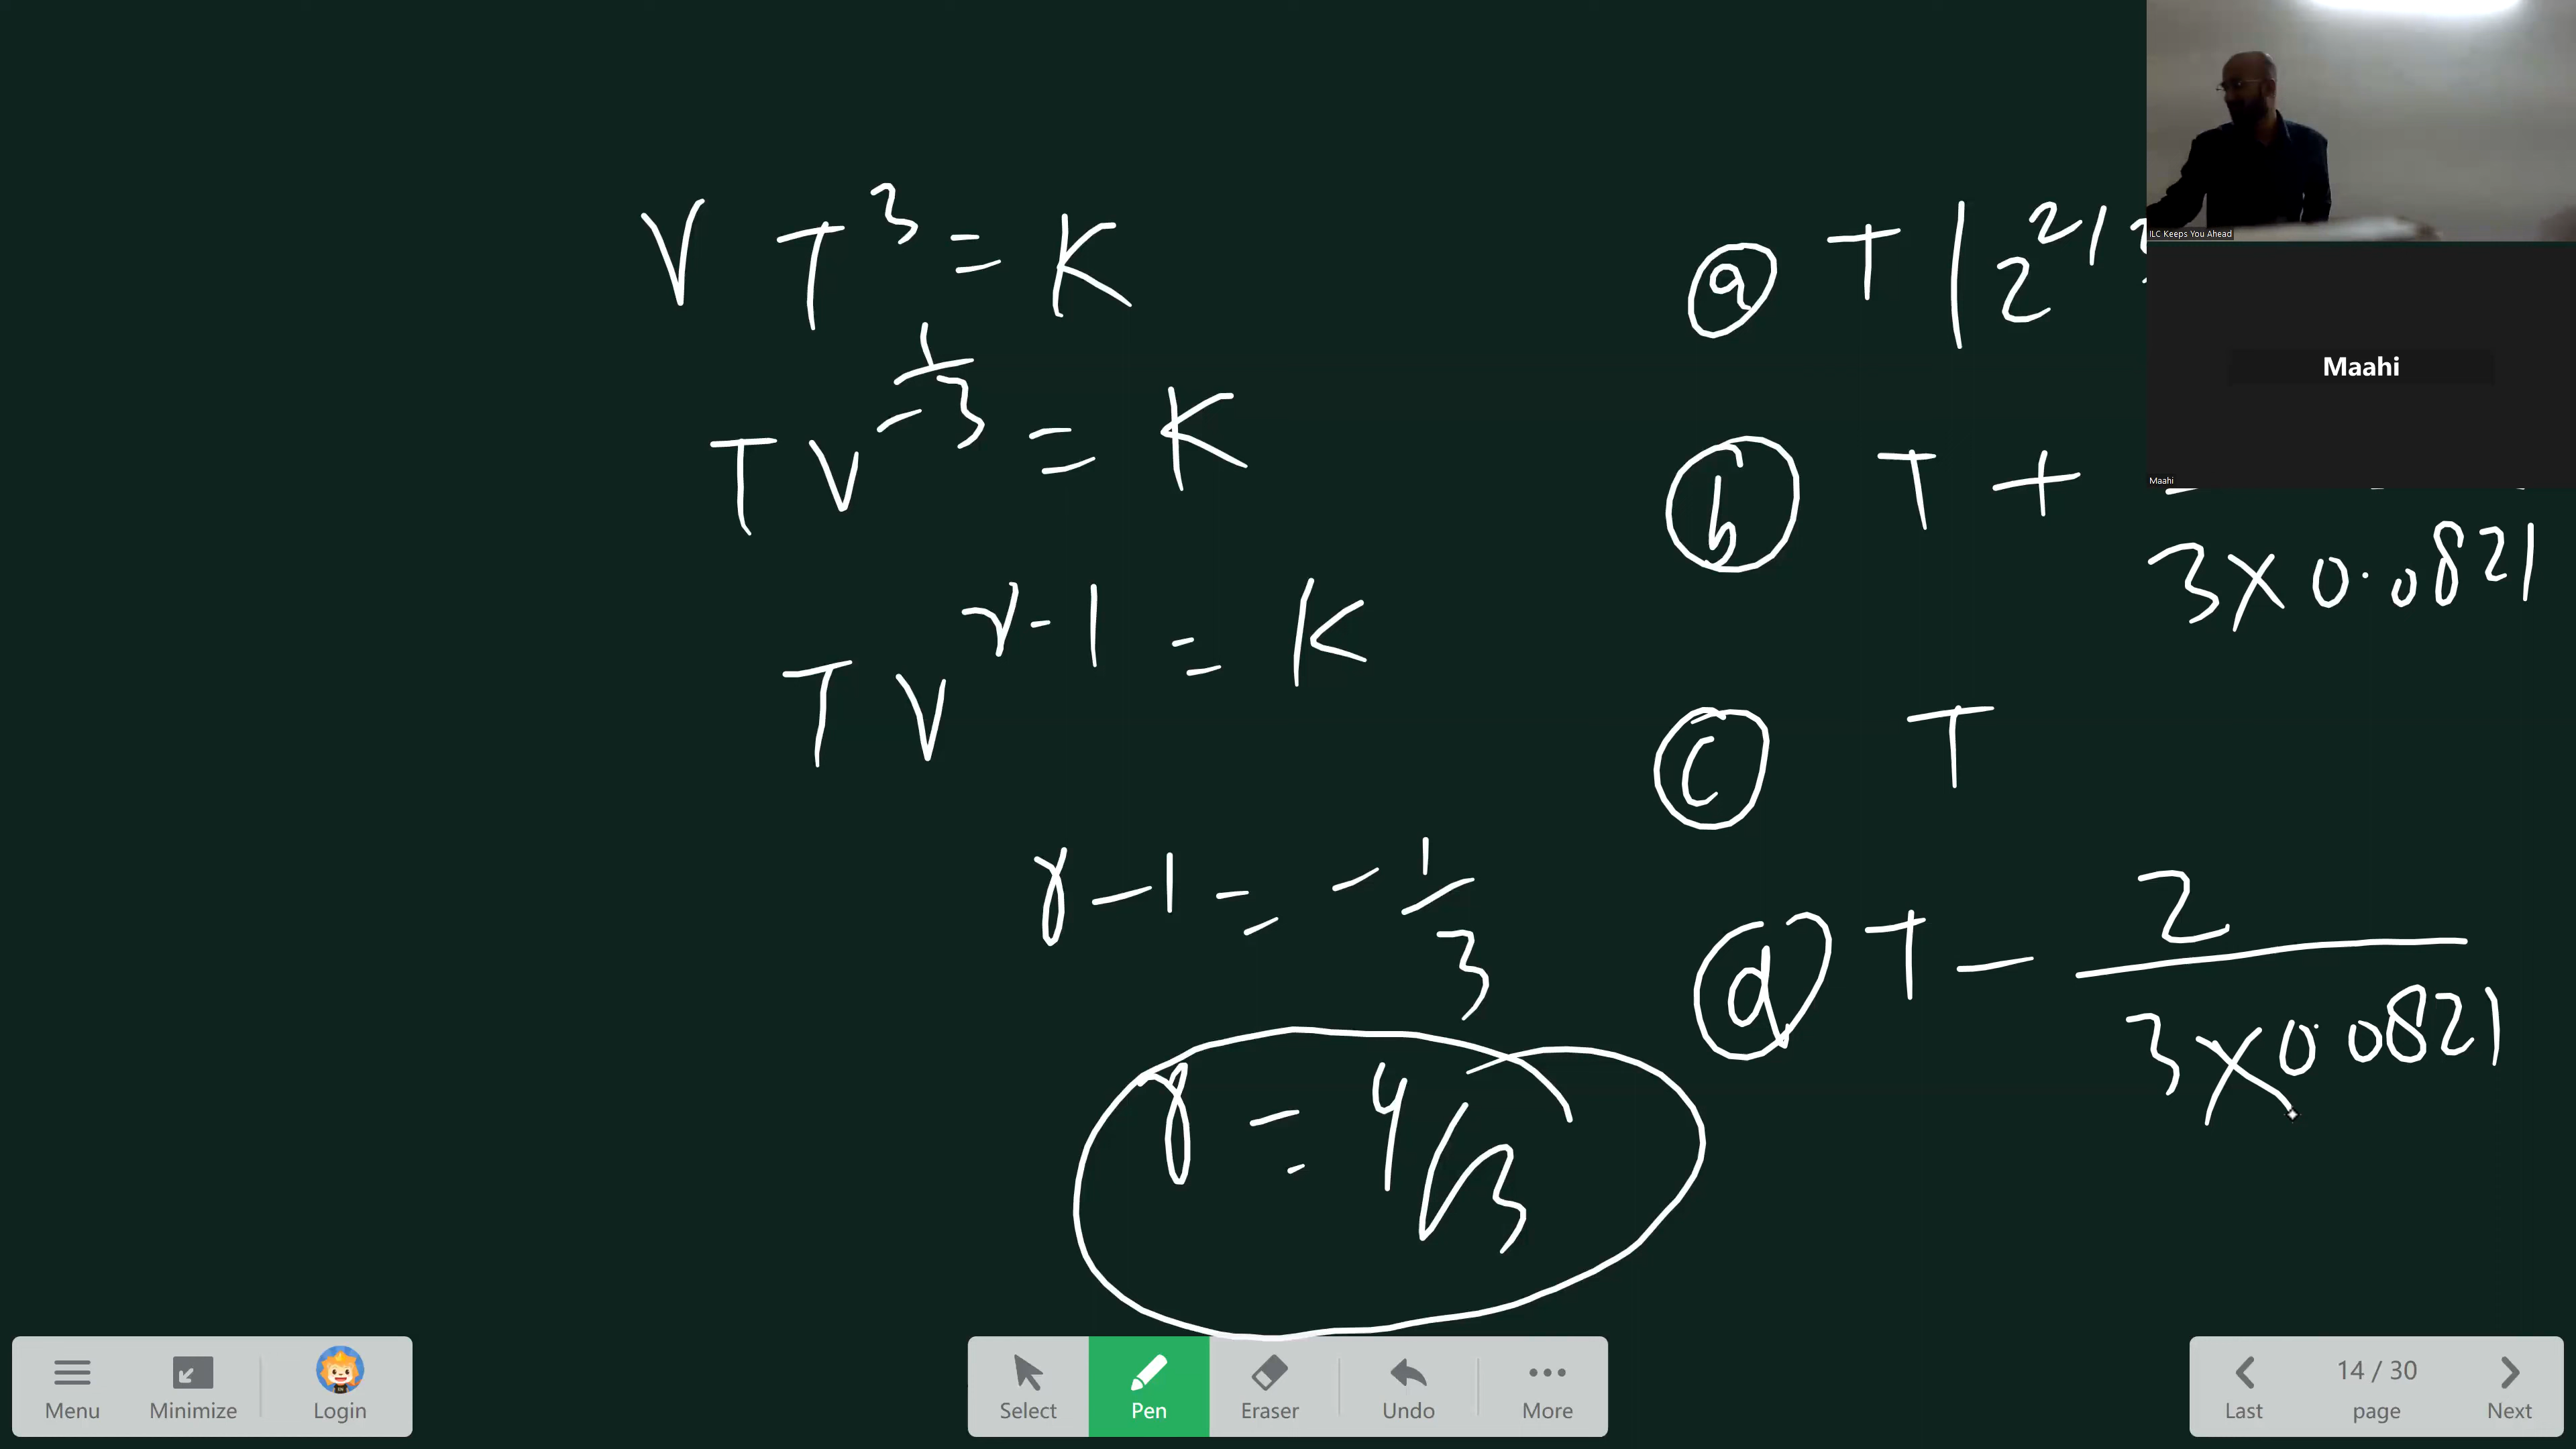 V T³ = K
T V^-1/3 = K
T V^γ-1 = K
γ - 1 = - 1/3
γ = 4/3
ⓐ T | 2^2/
ⓑ T +
3 × 0.0821
ⓒ T
ⓓ T - 2 / 3 × 0.0821
ILC Keeps You Ahead
Maahi
Maahi
Menu
Minimize
Login
Select
Pen
Eraser
Undo
More
Last
14 / 30
page
Next